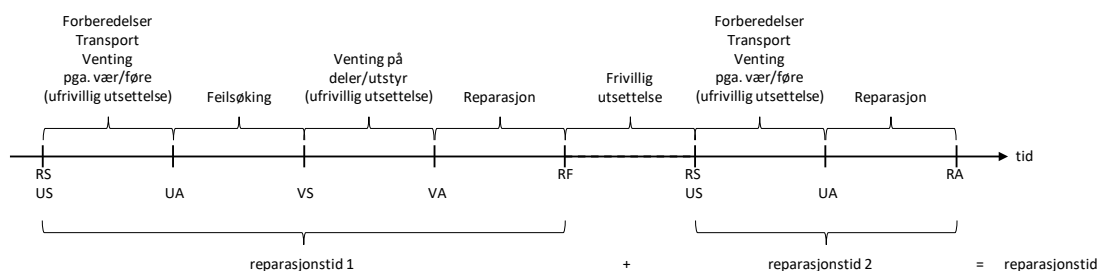 Forberedelser
Transport
Venting
pga. vær/føre
(ufrivillig utsettelse)
Feilsøking
Venting på
deler/utstyr
(ufrivillig utsettelse)
Reparasjon
Frivillig
utsettelse
Forberedelser
Transport
Venting
pga. vær/føre
(ufrivillig utsettelse)
Reparasjon
tid
RS
US
UA
VS
VA
RF
RS
US
UA
RA
reparasjonstid 1
+
reparasjonstid 2
=
reparasjonstid